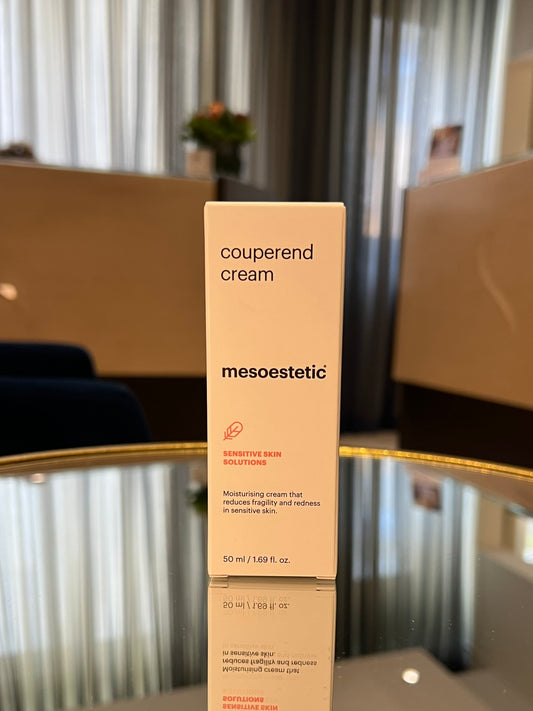 couperend
cream
mesoestetic
SENSITIVE SKIN
SOLUTIONS
Moisturising cream that
reduces fragility and redness
in sensitive skin.
50 ml / 1.69 fl. oz.